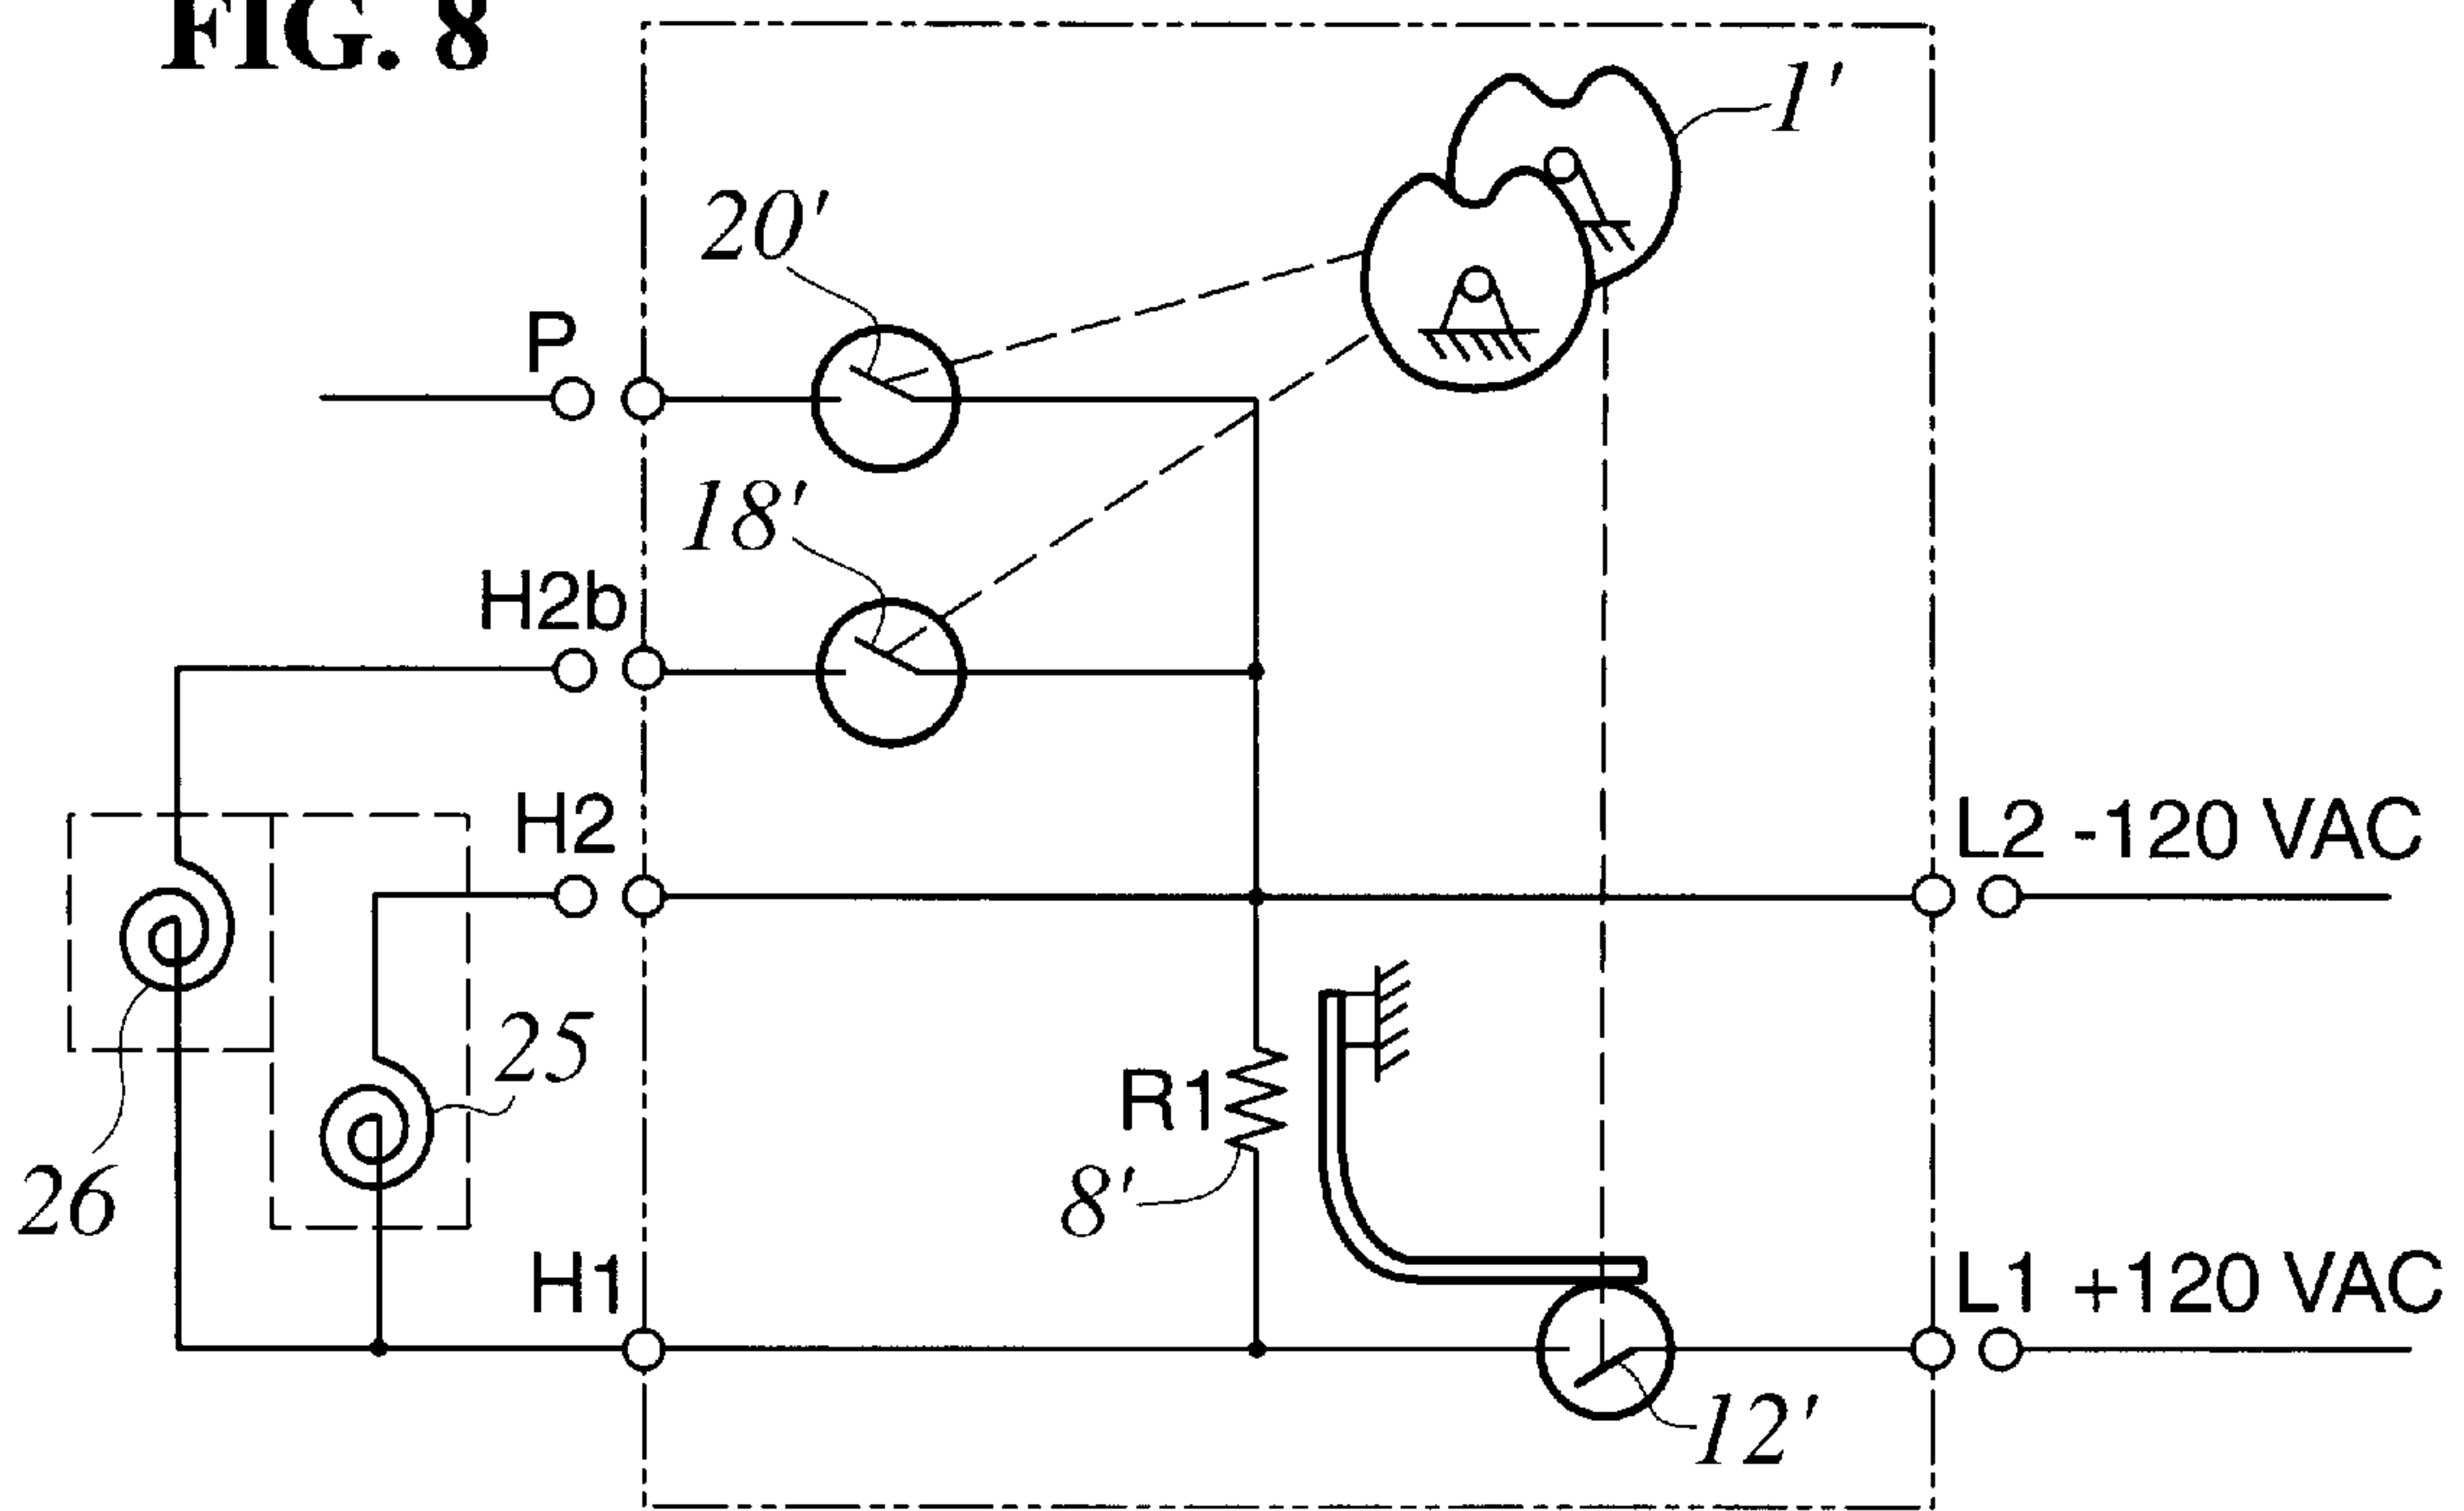 FIG. 8
1'
20'
P
18'
H2b
H2
L2 -120 VAC
25
R1
26
8'
H1
L1 +120 VAC
12'